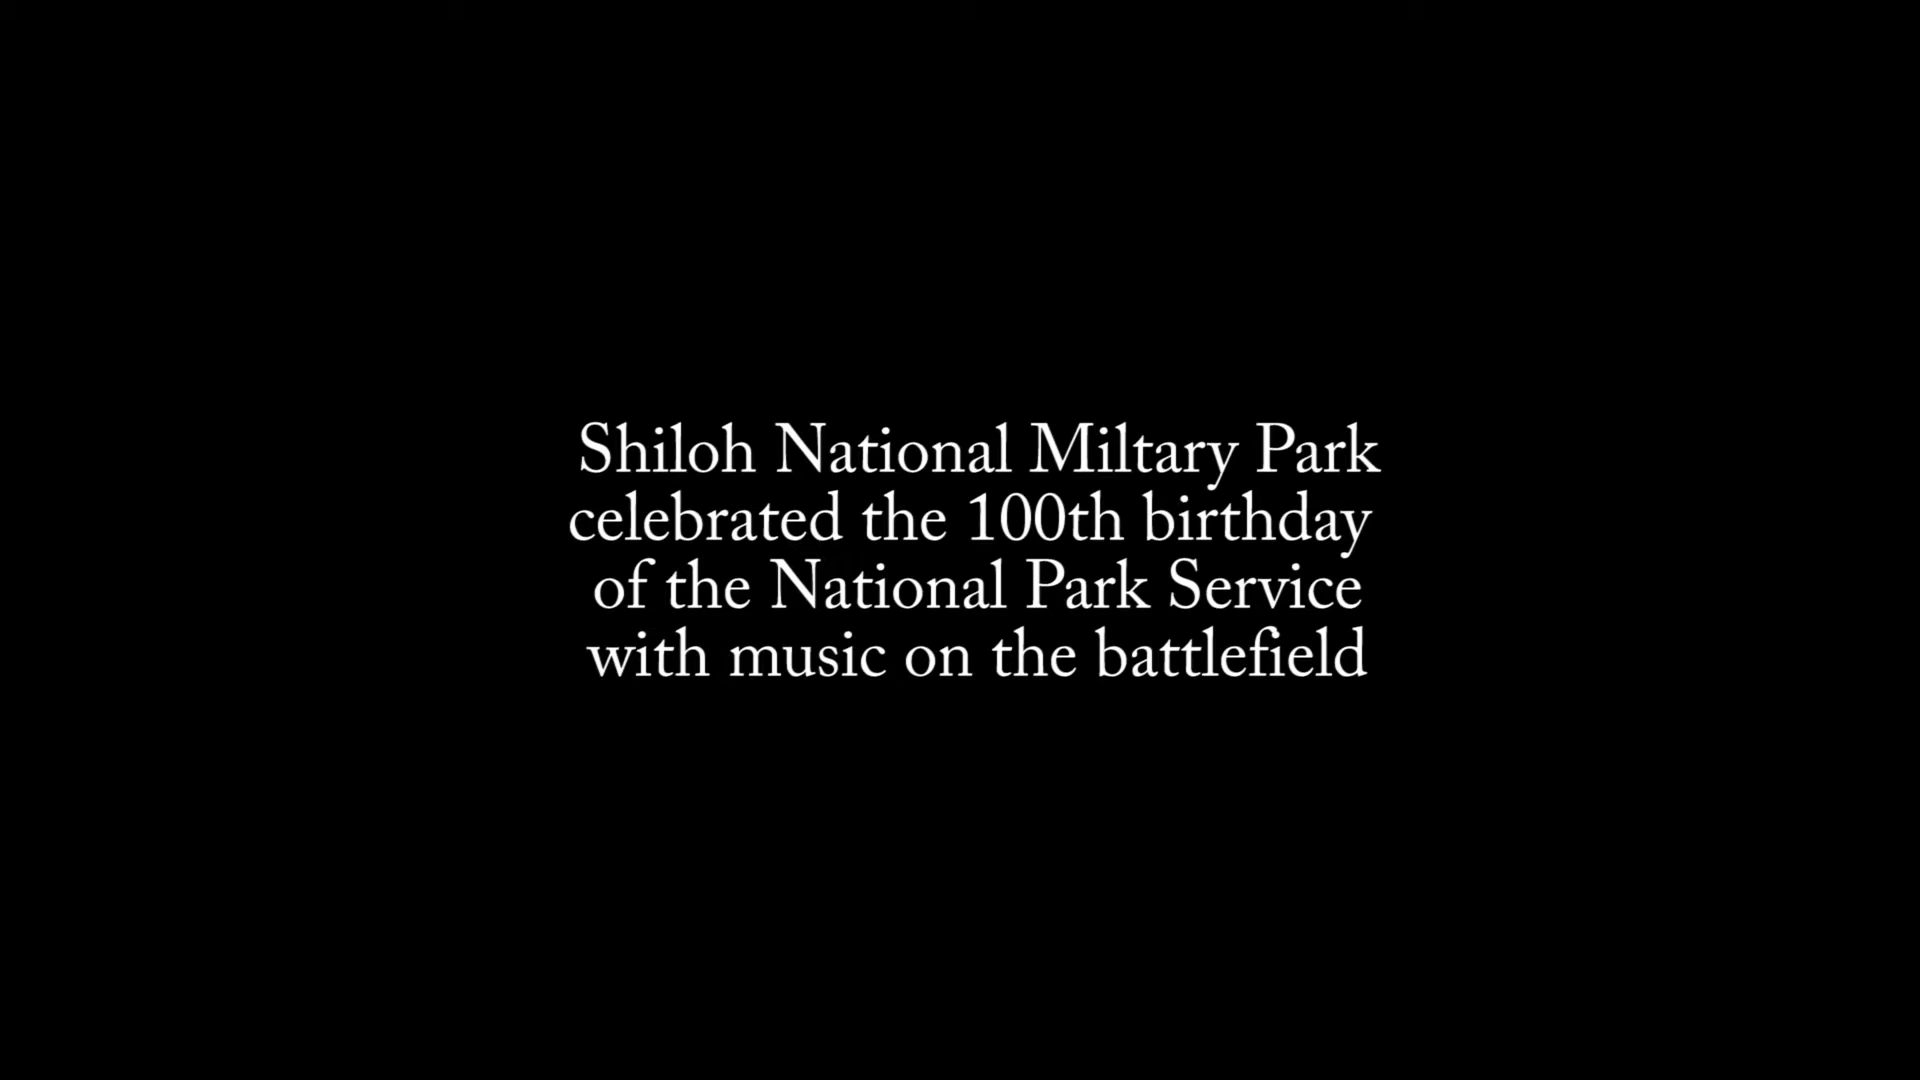 Shiloh National Miltary Park
celebrated the 100th birthday
of the National Park Service
with music on the battlefield